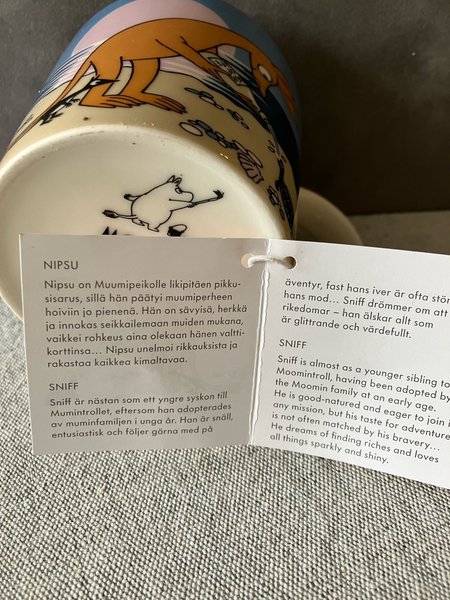 NIPSU
Nipsu on Muumipeikolle likipitäen pikku-
sisarus, sillä hän päätyi muumiperheen
hoiviin jo pienenä. Hän on sävyisä, herkkä
ja innokas seikkailemaan muiden mukana,
vaikkei rohkeus aina olekaan hänen valtti-
korttinsa... Nipsu unelmoi rikkauksista ja
rakastaa kaikkea kimaltavaa.
SNIFF
Sniff är nästan som ett yngre syskon till
Mumintrollet, eftersom han adopterades
av muminfamiljen i unga år. Han är snäll,
entusiastisk och följer gärna med på
äventyr, fast hans iver är ofta stör
hans mod... Sniff drömmer om att
rikedomar – han älskar allt som
är glittrande och värdefullt.
SNIFF
Sniff is almost as a younger sibling to
Moomintroll, having been adopted by
the Moomin family at an early age.
He is good-natured and eager to join i
any mission, but his taste for adventure
is not often matched by his bravery...
He dreams of finding riches and loves
all things sparkly and shiny.